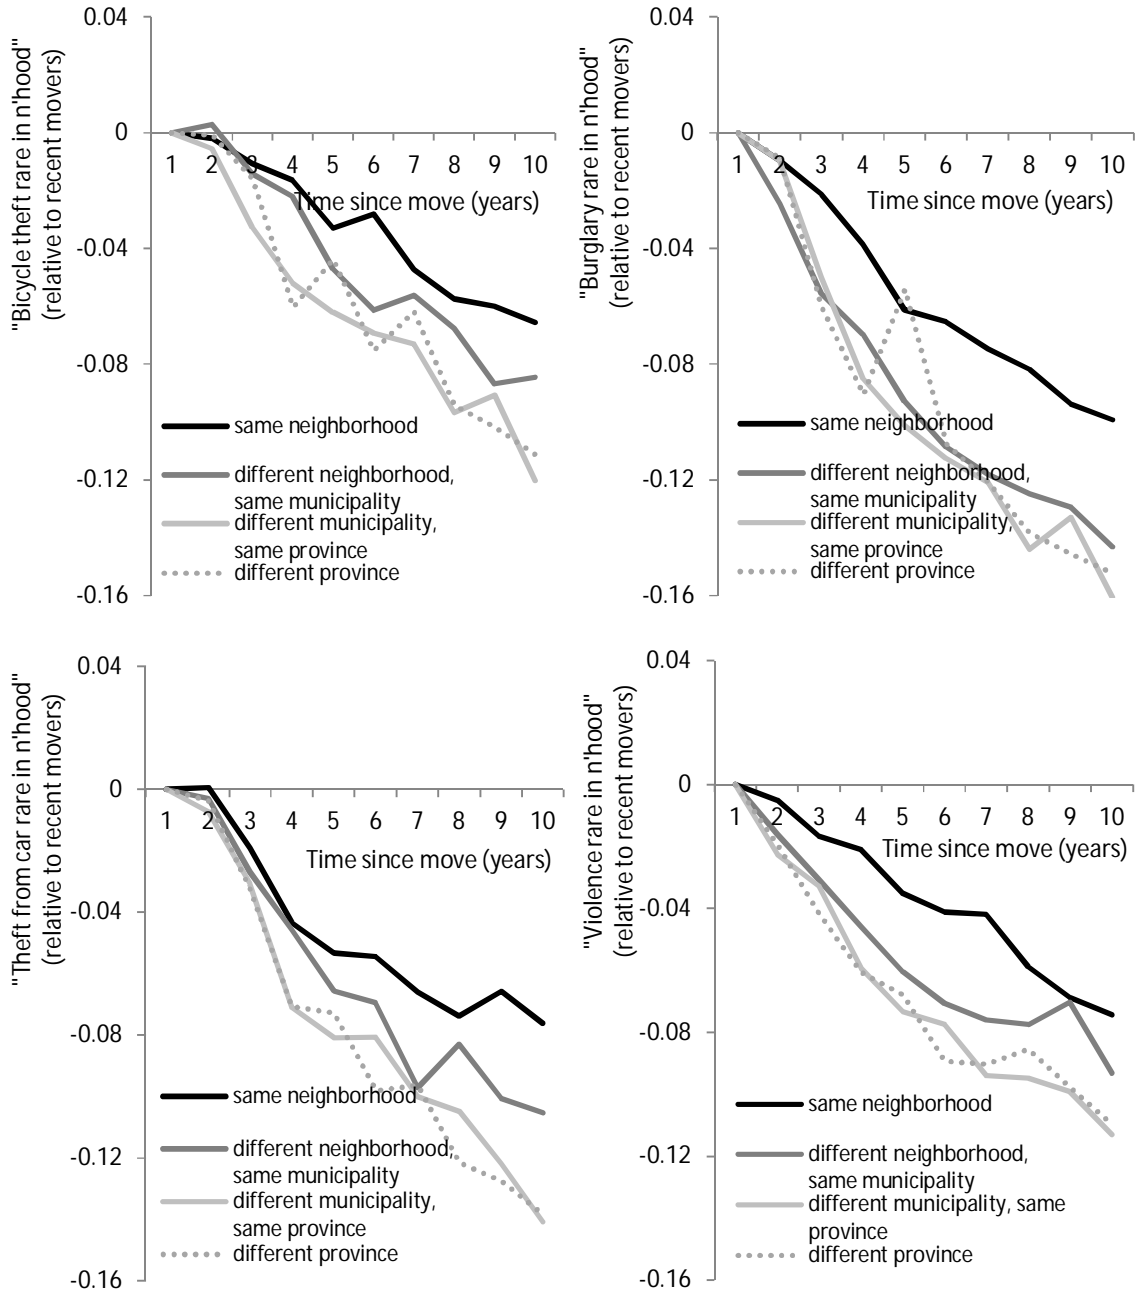 "Bicycle theft rare in n'hood"
(relative to recent movers)
0.04
0
-0.04
-0.08
-0.12
-0.16
1 2 3 4 5 6 7 8 9 10
Time since move (years)
same neighborhood
different neighborhood,
same municipality
different municipality,
same province
different province
"Burglary rare in n'hood"
(relative to recent movers)
0.04
0
-0.04
-0.08
-0.12
-0.16
1 2 3 4 5 6 7 8 9 10
Time since move (years)
same neighborhood
different neighborhood,
same municipality
different municipality,
same province
different province
"Theft from car rare in n'hood"
(relative to recent movers)
0.04
0
-0.04
-0.08
-0.12
-0.16
1 2 3 4 5 6 7 8 9 10
Time since move (years)
same neighborhood
different neighborhood,
same municipality
different municipality,
same province
different province
"Violence rare in n'hood"
(relative to recent movers)
0.04
0
-0.04
-0.08
-0.12
-0.16
1 2 3 4 5 6 7 8 9 10
Time since move (years)
same neighborhood
different neighborhood,
same municipality
different municipality, same
province
different province